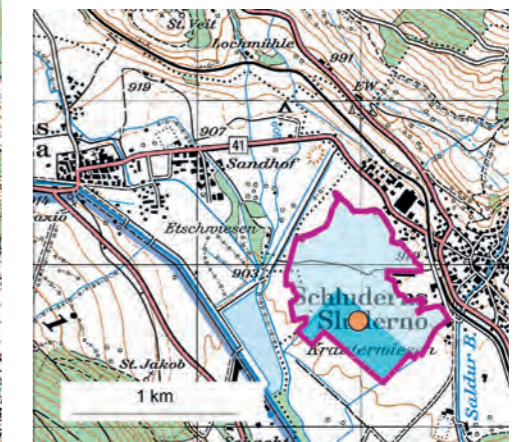 St. Veit
Lochmühle
991
919
EW
907
41
Sandhof
Etschwiesen
903
Schluderns
Sluderno
Kräuterwiesen
St. Jakob
1 km
Saldur B.